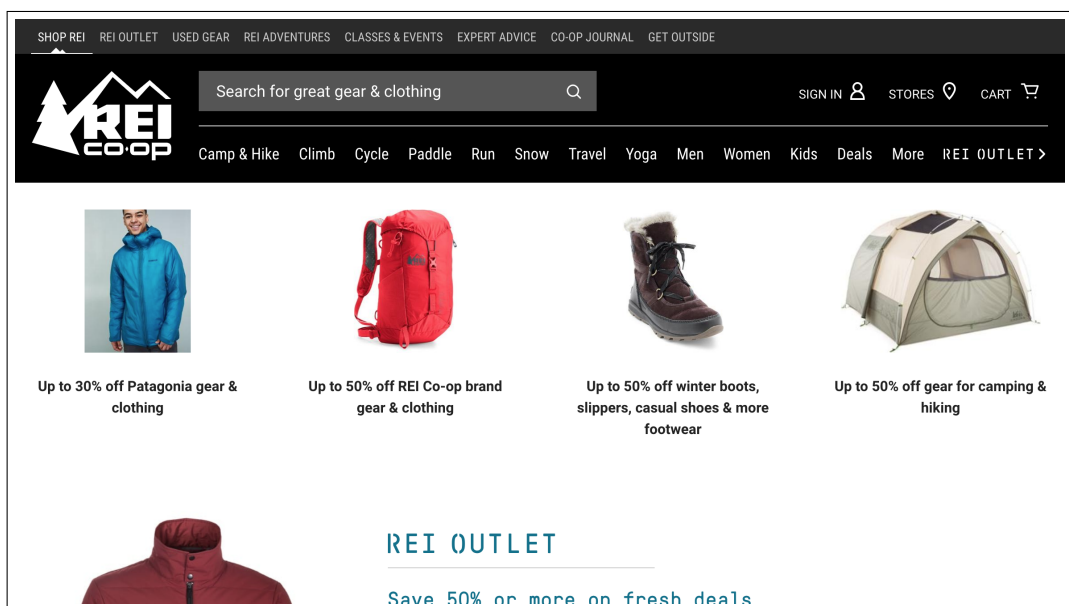 SHOP REI REI OUTLET USED GEAR REI ADVENTURES CLASSES & EVENTS EXPERT ADVICE CO-OP JOURNAL GET OUTSIDE
REI
CO·OP
Search for great gear & clothing
SIGN IN STORES CART
Camp & Hike Climb Cycle Paddle Run Snow Travel Yoga Men Women Kids Deals More REI OUTLET
Up to 30% off Patagonia gear &
clothing
Up to 50% off REI Co-op brand
gear & clothing
Up to 50% off winter boots,
slippers, casual shoes & more
footwear
Up to 50% off gear for camping &
hiking
REI OUTLET
Save 50% or more on fresh deals